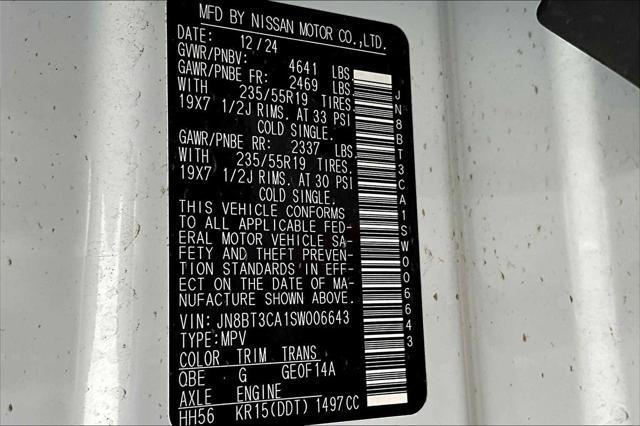 MFD BY NISSAN MOTOR CO.,LTD.
DATE: 12/24
GVWR/PNBV: 4641 LBS.
GAWR/PNBE FR: 2469 LBS.
WITH 235/55R19 TIRES.
19X7 1/2J RIMS. AT 33 PSI
COLD SINGLE.
GAWR/PNBE RR: 2337 LBS.
WITH 235/55R19 TIRES.
19X7 1/2J RIMS. AT 30 PSI
COLD SINGLE.
THIS VEHICLE CONFORMS
TO ALL APPLICABLE FED-
ERAL MOTOR VEHICLE SA-
FETY AND THEFT PREVEN-
TION STANDARDS IN EFF-
ECT ON THE DATE OF MA-
NUFACTURE SHOWN ABOVE.
VIN: JN8BT3CA1SW006643
TYPE: MPV
COLOR TRIM TRANS
QBE G GEOF14A
AXLE ENGINE
HH56 KR15(DDT) 1497CC
JN8BT3CA1SW006643